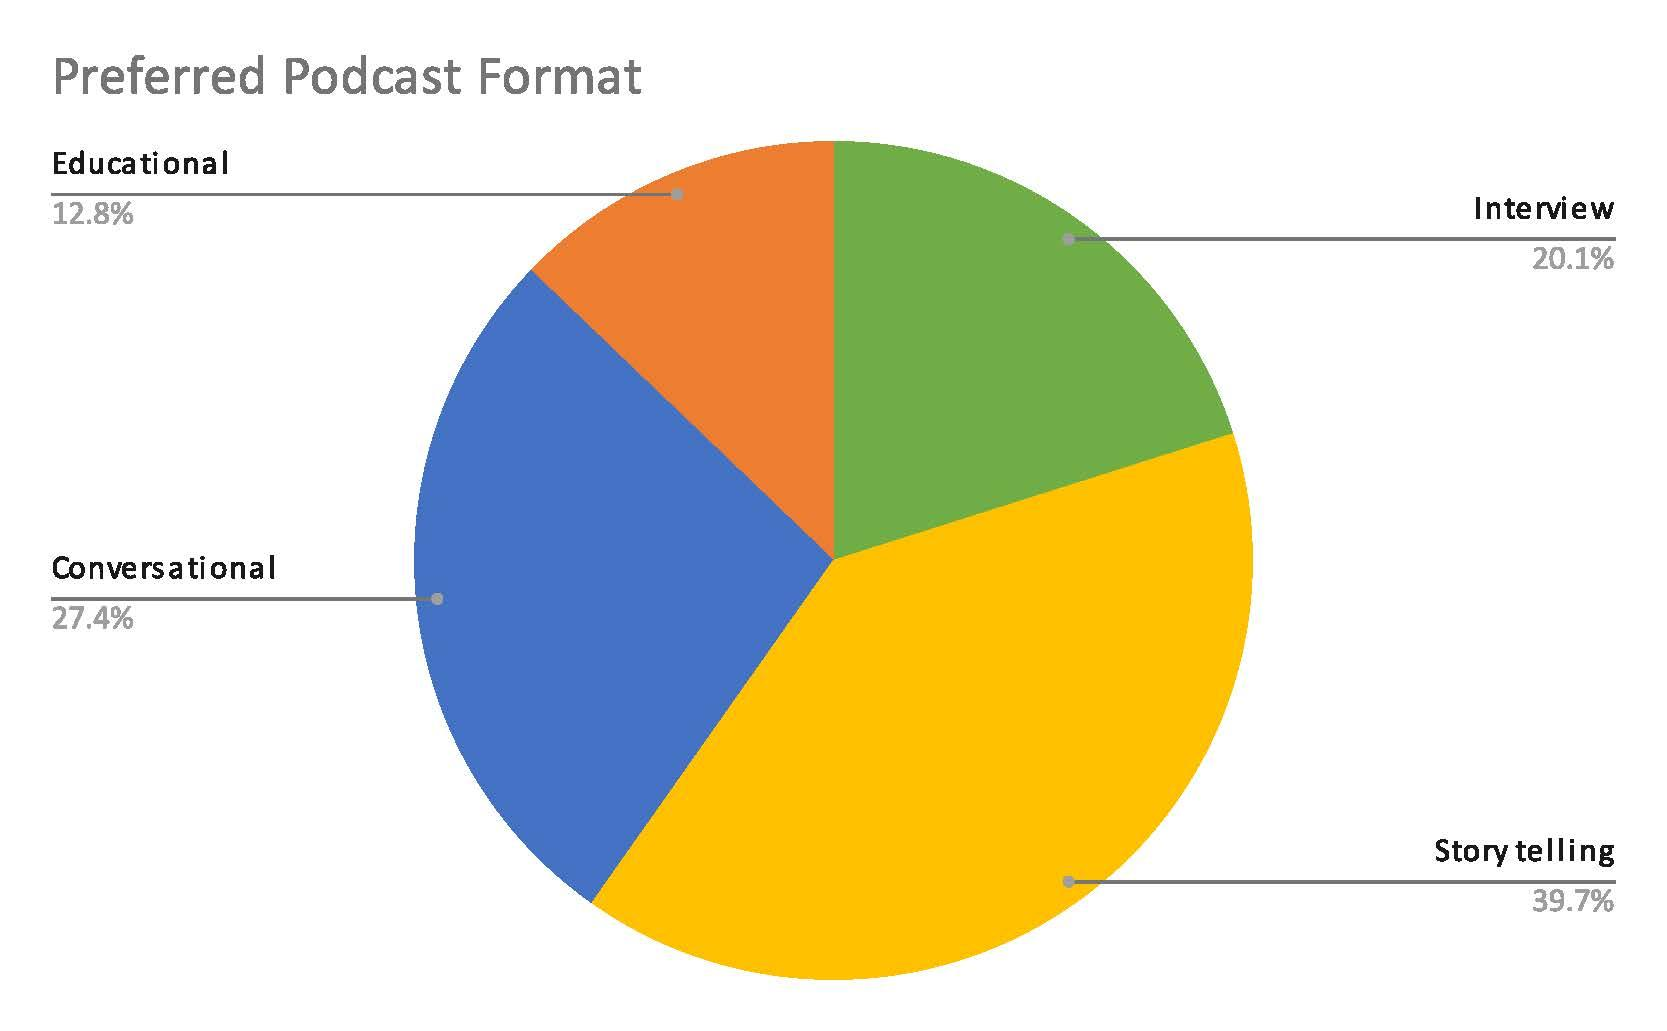 Preferred Podcast Format
Educational
12.8%
Interview
20.1%
Conversational
27.4%
Story telling
39.7%